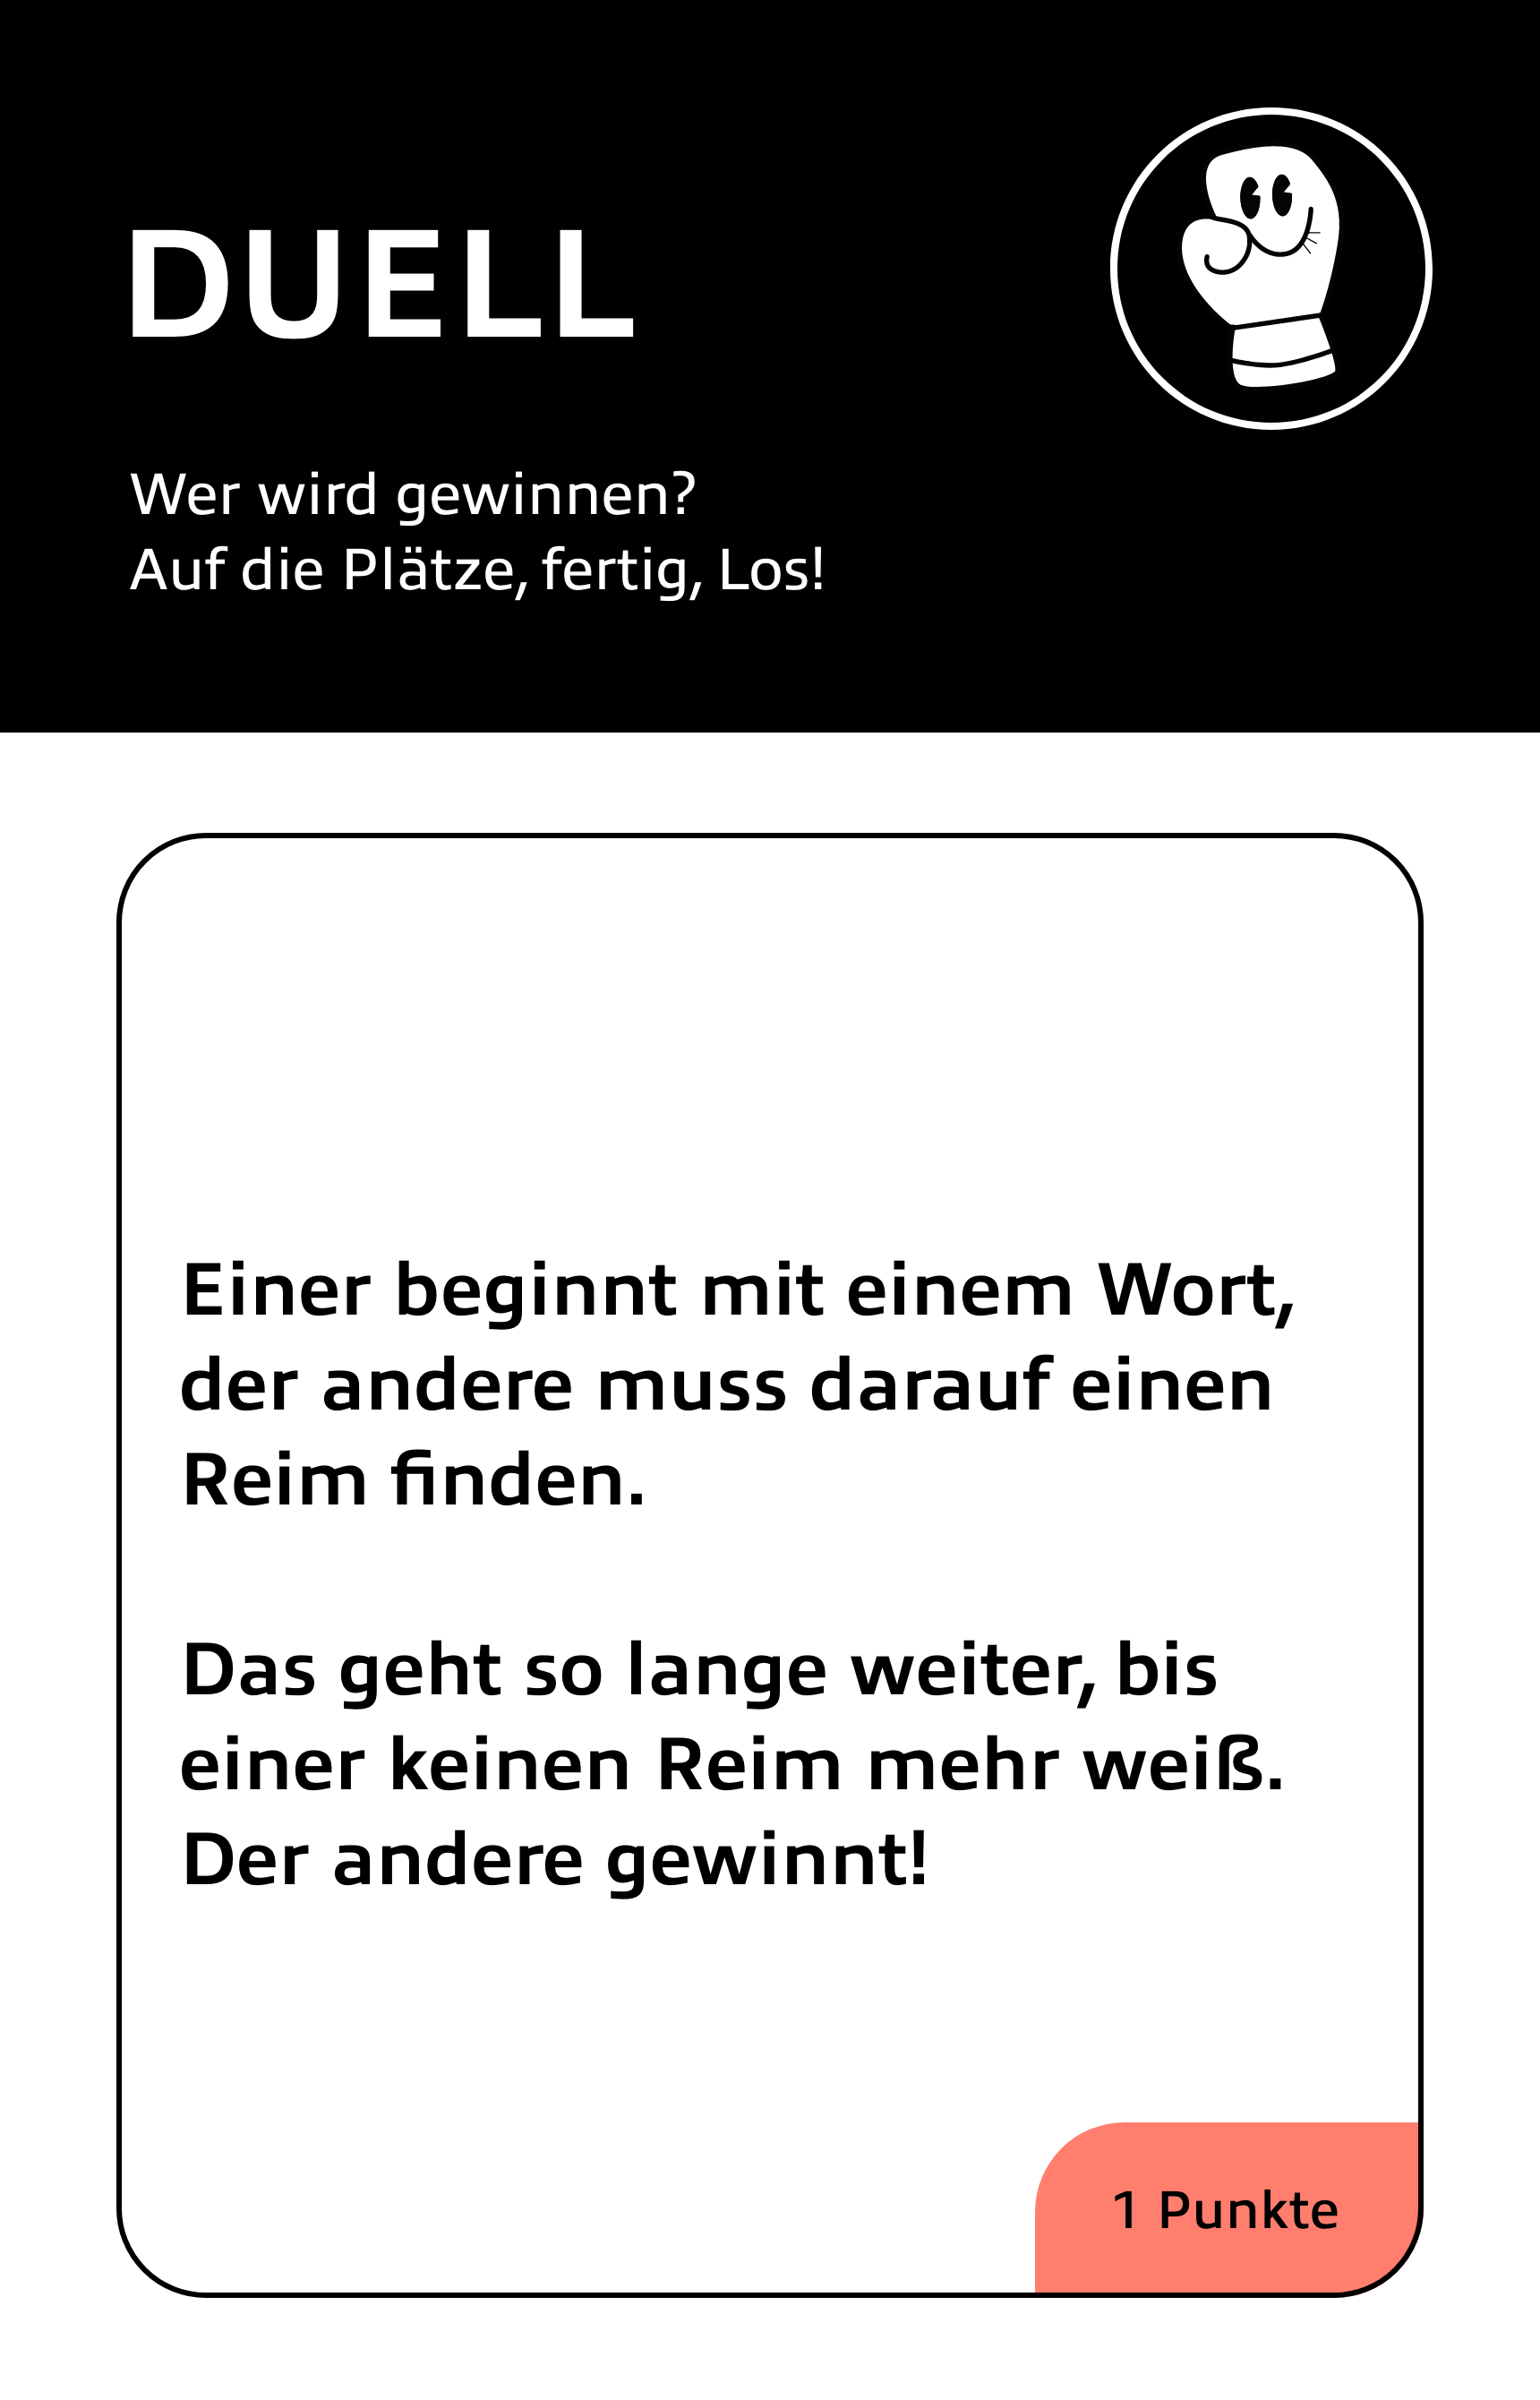 DUELL
Wer wird gewinnen?
Auf die Plätze, fertig, Los!
Einer beginnt mit einem Wort,
der andere muss darauf einen
Reim finden.
Das geht so lange weiter, bis
einer keinen Reim mehr weiß.
Der andere gewinnt!
1 Punkte